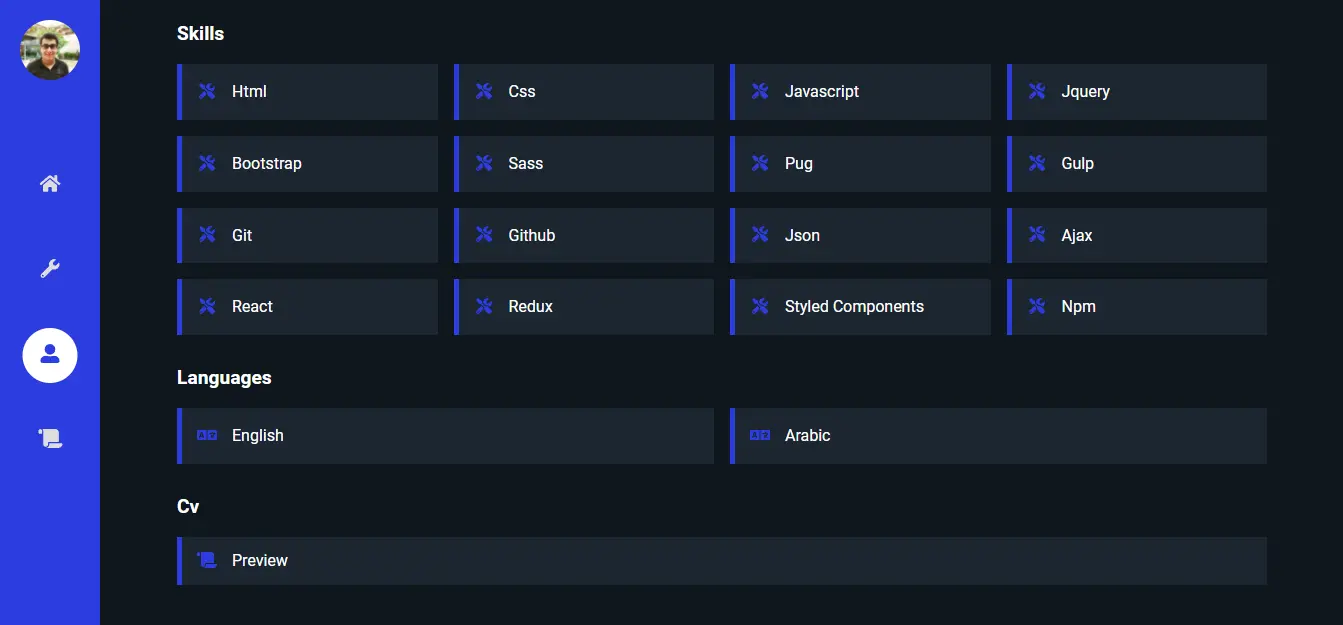 Skills
Html
Css
Javascript
Jquery
Bootstrap
Sass
Pug
Gulp
Git
Github
Json
Ajax
React
Redux
Styled Components
Npm
Languages
English
Arabic
Cv
Preview